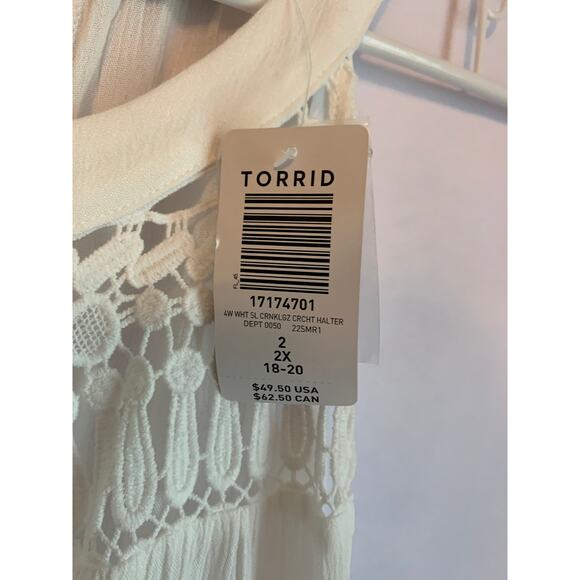 TORRID
FL_45
17174701
4W WHT SL CRNKLGZ CRCHT HALTER
DEPT 0050 22SMR1
2
2X
18-20
$49.50 USA
$62.50 CAN